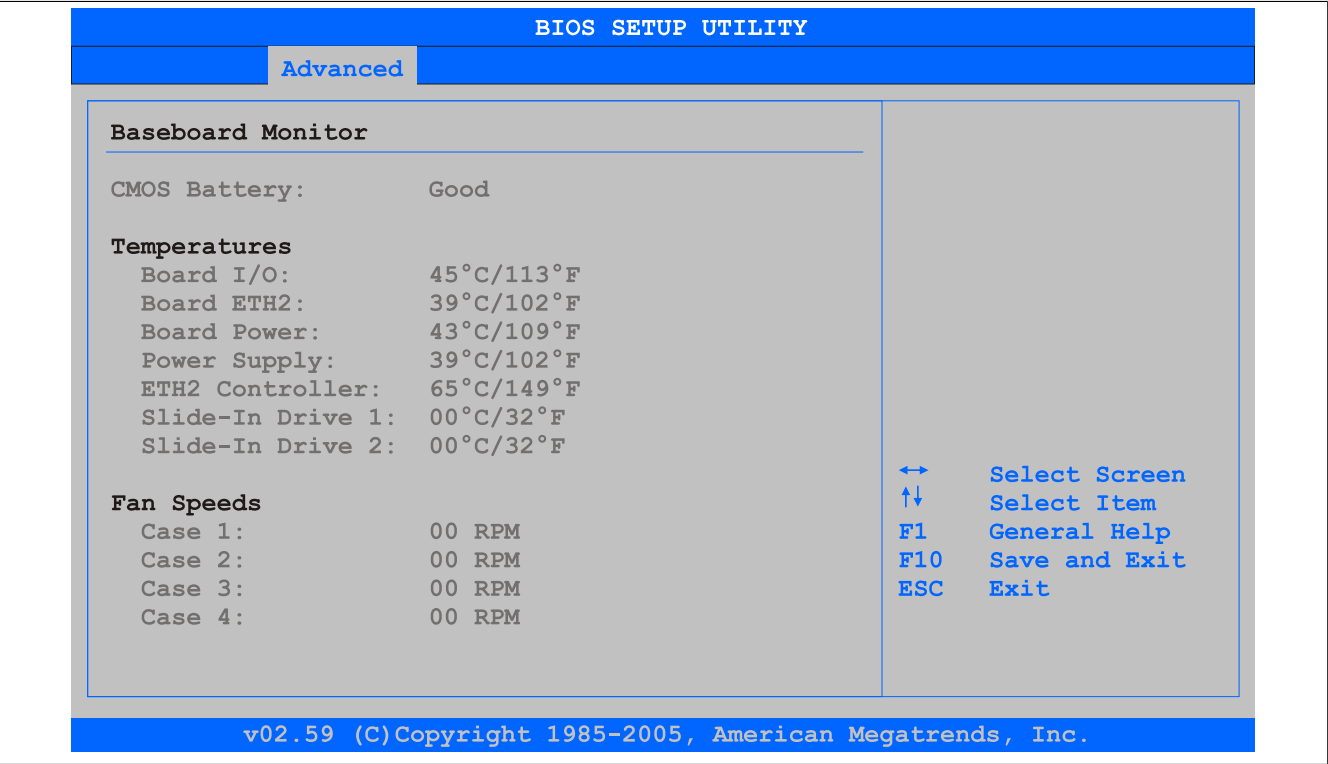 BIOS SETUP UTILITY
Advanced
Baseboard Monitor
CMOS Battery: Good
Temperatures
Board I/O: 45°C/113°F
Board ETH2: 39°C/102°F
Board Power: 43°C/109°F
Power Supply: 39°C/102°F
ETH2 Controller: 65°C/149°F
Slide-In Drive 1: 00°C/32°F
Slide-In Drive 2: 00°C/32°F
Fan Speeds
Case 1: 00 RPM
Case 2: 00 RPM
Case 3: 00 RPM
Case 4: 00 RPM
↔ Select Screen
↑↓ Select Item
F1 General Help
F10 Save and Exit
ESC Exit
v02.59 (C)Copyright 1985-2005, American Megatrends, Inc.